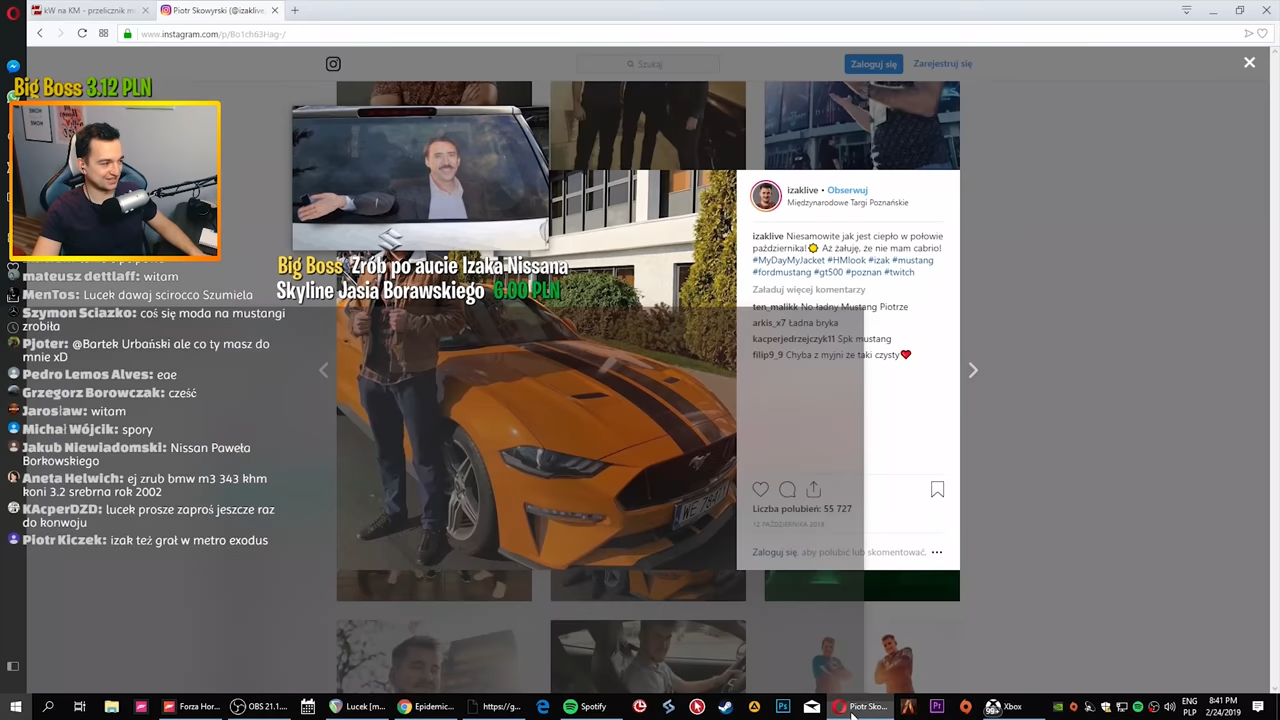 kW na KM - przelicznik m
Piotr Skowyrski (@izaklive
www.instagram.com/p/Bo1ch63Hag-/
Szukaj
Zaloguj się
Zarejestruj się
Big Boss 3.12 PLN
mateusz dettlaff: witam
MenTos: Lucek dawaj scirocco Szumiela
Szymon Sciazko: coś się moda na mustangi
zrobiła
Pjoter: @Bartek Urbański ale co ty masz do
mnie xD
Pedro Lemos Alves: eae
Grzegorz Borowczak: cześć
Jarosław: witam
Michał Wójcik: spory
Jakub Niewiadomski: Nissan Paweła
Borkowskiego
Aneta Helwich: ej zrub bmw m3 343 khm
koni 3.2 srebrna rok 2002
KAcperDZD: lucek prosze zaproś jeszcze raz
do konwoju
Piotr Kiczek: izak też grał w metro exodus
Big Boss Zrób po aucie Izaka Nissana
Skyline Jasia Borawskiego 6.00 PLN
izaklive • Obserwuj
Międzynarodowe Targi Poznańskie
izaklive Niesamowite jak jest ciepło w połowie
października! Aż żałuję, że nie mam cabrio!
#MyDayMyJacket #HMlook #izak #mustang
#fordmustang #gt500 #poznan #twitch
Załaduj więcej komentarzy
ten_malikk No ładny Mustang Piotrze
arkis_x7 Ładna bryka
kacperjedrzejczyk11 Spk mustang
filip9_9 Chyba z myjni że taki czysty
Liczba polubień: 55 727
12 PAŹDZIERNIKA 2018
Zaloguj się, aby polubić lub skomentować.
Forza Hor...
OBS 21.1....
Lucek [m...
Epidemic...
https://g...
Spotify
Ps
Piotr Sko...
Pr
99+
Xbox
ENG
PLP
8:41 PM
2/24/2019